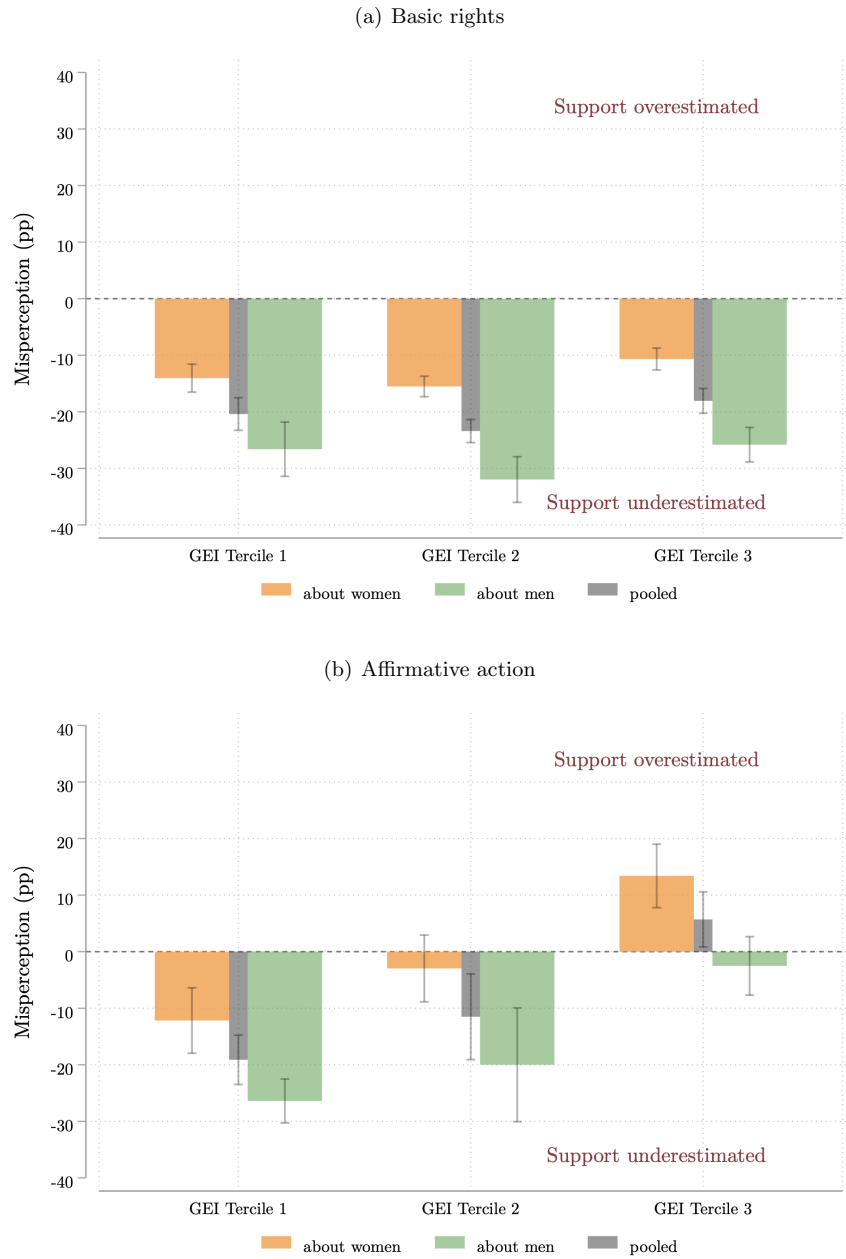 (a) Basic rights
40
Support overestimated
30
20
10
Misperception (pp)
0
-10
-20
-30
Support underestimated
-40
GEI Tercile 1 GEI Tercile 2 GEI Tercile 3
about women about men pooled
(b) Affirmative action
40
Support overestimated
30
20
10
Misperception (pp)
0
-10
-20
-30
Support underestimated
-40
GEI Tercile 1 GEI Tercile 2 GEI Tercile 3
about women about men pooled